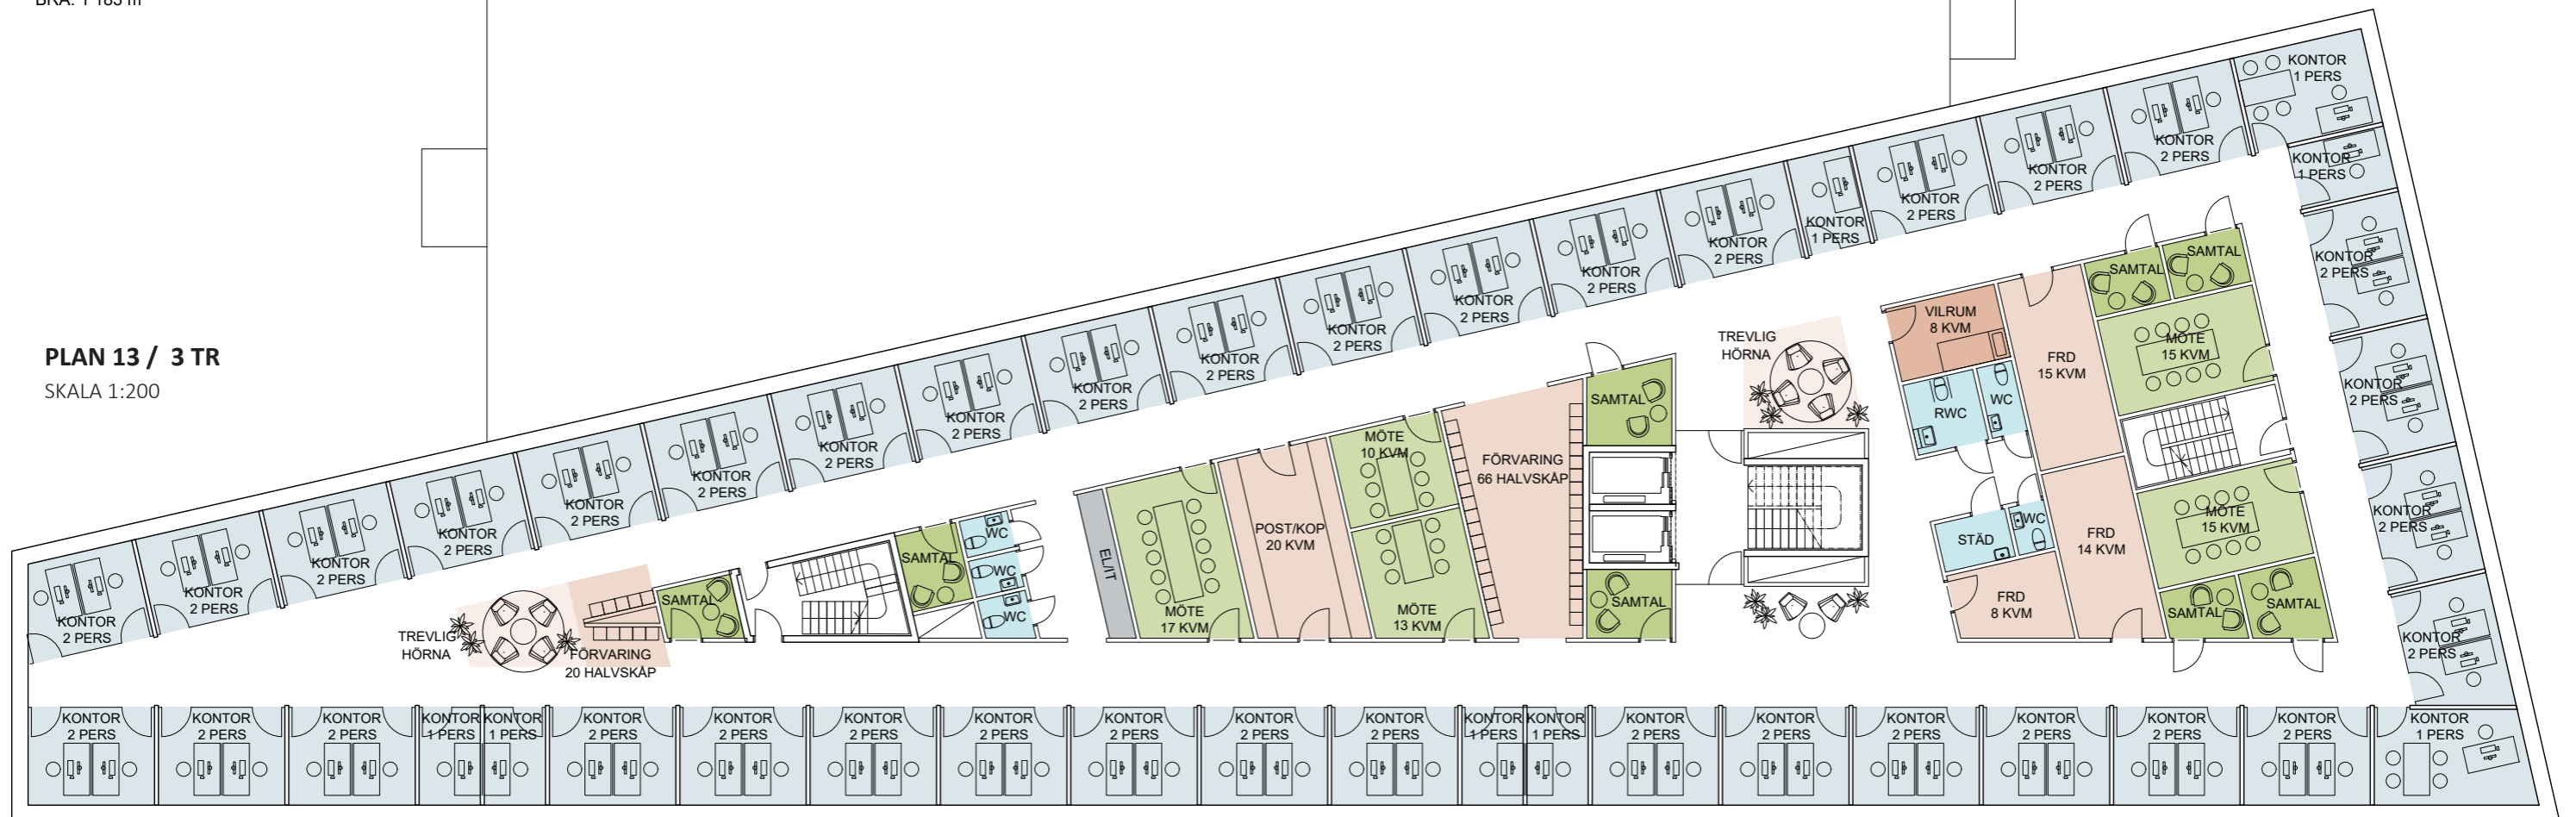 BRA: 1 183 m
PLAN 13 / 3 TR
SKALA 1:200
KONTOR
2 PERS
KONTOR
2 PERS
KONTOR
2 PERS
KONTOR
2 PERS
KONTOR
2 PERS
KONTOR
2 PERS
KONTOR
2 PERS
KONTOR
2 PERS
KONTOR
2 PERS
KONTOR
2 PERS
KONTOR
2 PERS
KONTOR
2 PERS
KONTOR
2 PERS
KONTOR
2 PERS
KONTOR
1 PERS
KONTOR
2 PERS
KONTOR
2 PERS
KONTOR
2 PERS
KONTOR
1 PERS
KONTOR
1 PERS
KONTOR
2 PERS
KONTOR
2 PERS
KONTOR
2 PERS
KONTOR
2 PERS
TREVLIG
HÖRNA
FÖRVARING
20 HALVSKÅP
SAMTAL
SAMTAL
WC
WC
WC
EL/IT
MÖTE
17 KVM
POST/KOP
20 KVM
MÖTE
10 KVM
MÖTE
13 KVM
FÖRVARING
66 HALVSKÅP
SAMTAL
SAMTAL
TREVLIG
HÖRNA
VILRUM
8 KVM
RWC
WC
FRD
15 KVM
SAMTAL
SAMTAL
MÖTE
15 KVM
STÄD
WC
FRD
8 KVM
FRD
14 KVM
MÖTE
15 KVM
SAMTAL
SAMTAL
KONTOR
2 PERS
KONTOR
2 PERS
KONTOR
2 PERS
KONTOR
1 PERS
KONTOR
1 PERS
KONTOR
2 PERS
KONTOR
2 PERS
KONTOR
2 PERS
KONTOR
2 PERS
KONTOR
2 PERS
KONTOR
2 PERS
KONTOR
2 PERS
KONTOR
1 PERS
KONTOR
1 PERS
KONTOR
2 PERS
KONTOR
2 PERS
KONTOR
2 PERS
KONTOR
2 PERS
KONTOR
2 PERS
KONTOR
2 PERS
KONTOR
1 PERS